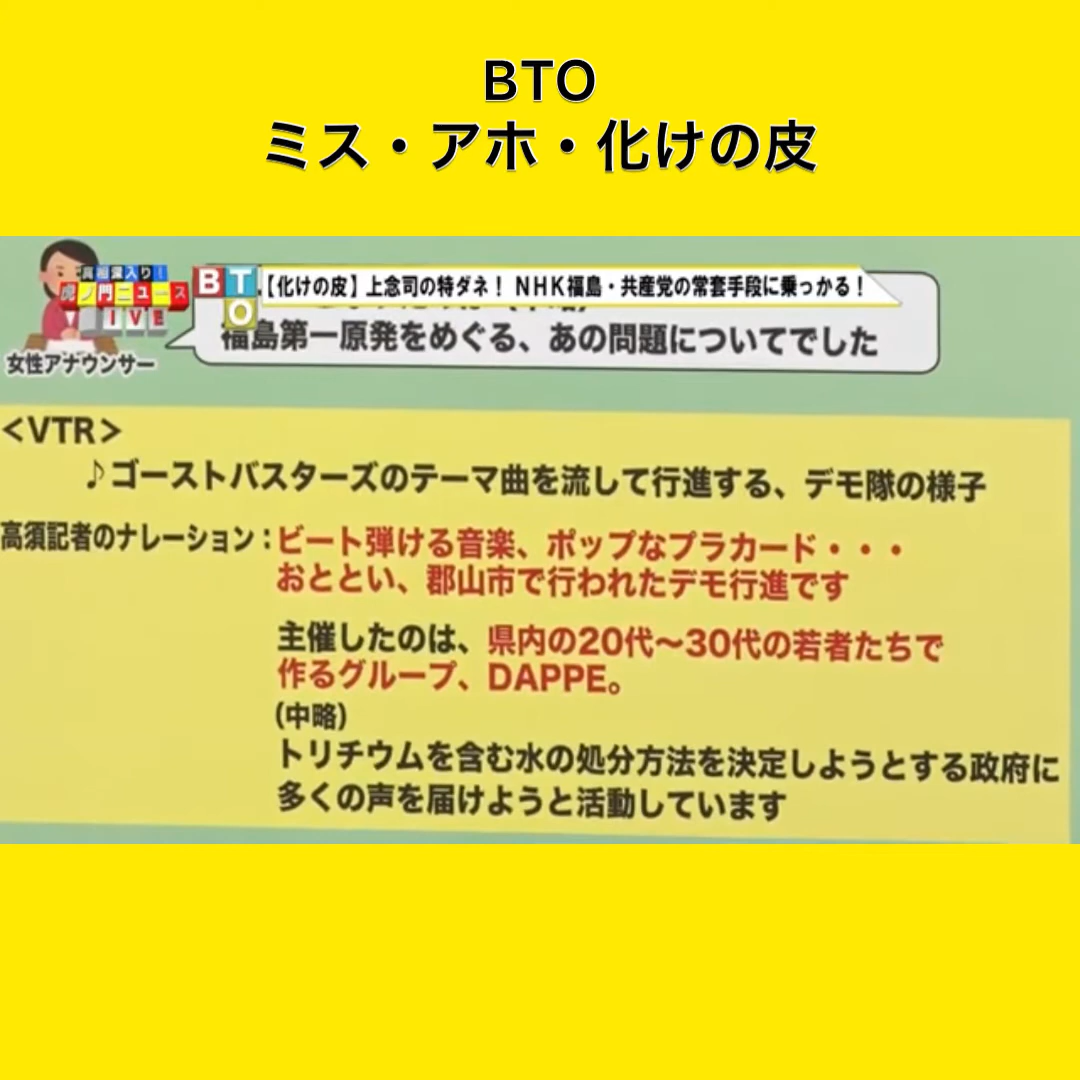 BTO
ミス・アホ・化けの皮
真相深入り!
虎ノ門ニュース
LIVE
BTO
【化けの皮】上念司の特ダネ! NHK福島・共産党の常套手段に乗っかる!
福島第一原発をめぐる、あの問題についてでした
女性アナウンサー
<VTR>
♪ゴーストバスターズのテーマ曲を流して行進する、デモ隊の様子
高須記者のナレーション:ビート弾ける音楽、ポップなプラカード・・・
おととい、郡山市で行われたデモ行進です
主催したのは、県内の20代〜30代の若者たちで
作るグループ、DAPPE。
(中略)
トリチウムを含む水の処分方法を決定しようとする政府に
多くの声を届けようと活動しています